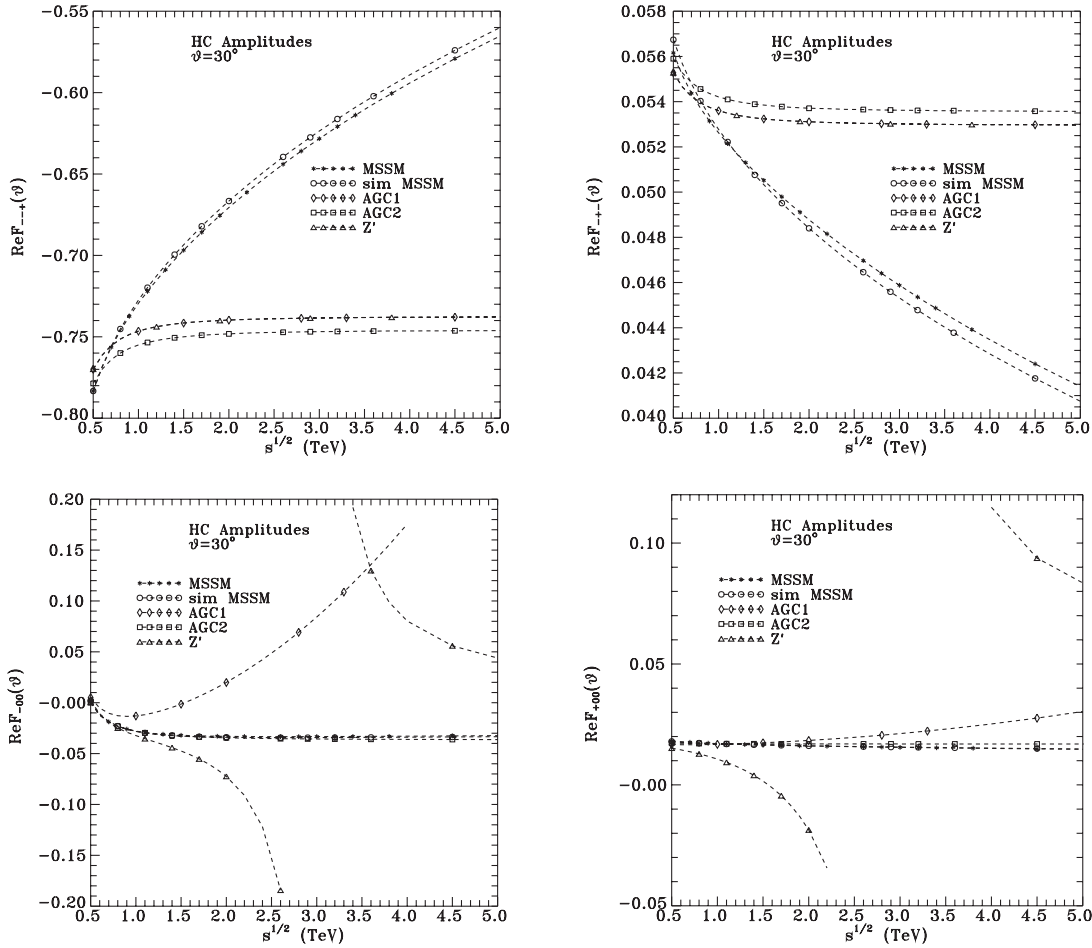 HC Amplitudes
ϑ=30°
MSSM
sim MSSM
AGC1
AGC2
Z'
ReF₋₋₋₊(ϑ)
-0.55
-0.60
-0.65
-0.70
-0.75
-0.80
0.5 1.0 1.5 2.0 2.5 3.0 3.5 4.0 4.5 5.0
s^1/2 (TeV)
HC Amplitudes
ϑ=30°
MSSM
sim MSSM
AGC1
AGC2
Z'
ReF₋₊₋(ϑ)
0.058
0.056
0.054
0.052
0.050
0.048
0.046
0.044
0.042
0.040
0.5 1.0 1.5 2.0 2.5 3.0 3.5 4.0 4.5 5.0
s^1/2 (TeV)
HC Amplitudes
ϑ=30°
MSSM
sim MSSM
AGC1
AGC2
Z'
ReF₋₀₀(ϑ)
0.20
0.15
0.10
0.05
-0.00
-0.05
-0.10
-0.15
-0.20
0.5 1.0 1.5 2.0 2.5 3.0 3.5 4.0 4.5 5.0
s^1/2 (TeV)
HC Amplitudes
ϑ=30°
MSSM
sim MSSM
AGC1
AGC2
Z'
ReF₊₀₀(ϑ)
0.10
0.05
-0.00
-0.05
0.5 1.0 1.5 2.0 2.5 3.0 3.5 4.0 4.5 5.0
s^1/2 (TeV)